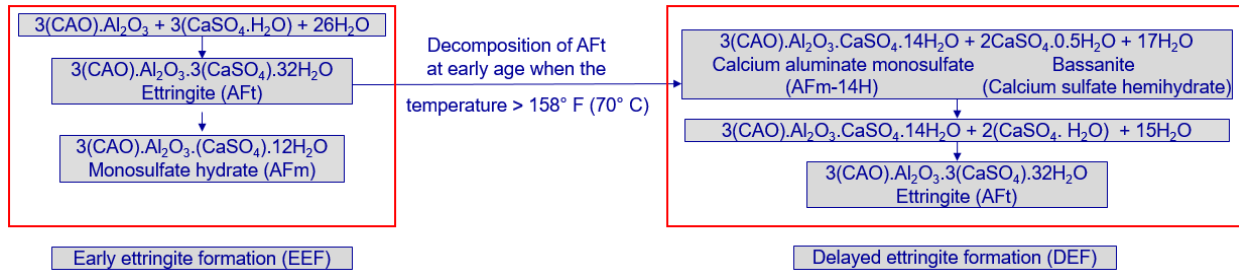 3(CAO).Al₂O₃ + 3(CaSO₄.H₂O) + 26H₂O
3(CAO).Al₂O₃.3(CaSO₄).32H₂O
Ettringite (AFt)
3(CAO).Al₂O₃.(CaSO₄).12H₂O
Monosulfate hydrate (AFm)
Early ettringite formation (EEF)
Decomposition of AFt
at early age when the
temperature > 158° F (70° C)
3(CAO).Al₂O₃.CaSO₄.14H₂O + 2CaSO₄.0.5H₂O + 17H₂O
Calcium aluminate monosulfate Bassanite
(AFm-14H) (Calcium sulfate hemihydrate)
3(CAO).Al₂O₃.CaSO₄.14H₂O + 2(CaSO₄. H₂O) + 15H₂O
3(CAO).Al₂O₃.3(CaSO₄).32H₂O
Ettringite (AFt)
Delayed ettringite formation (DEF)